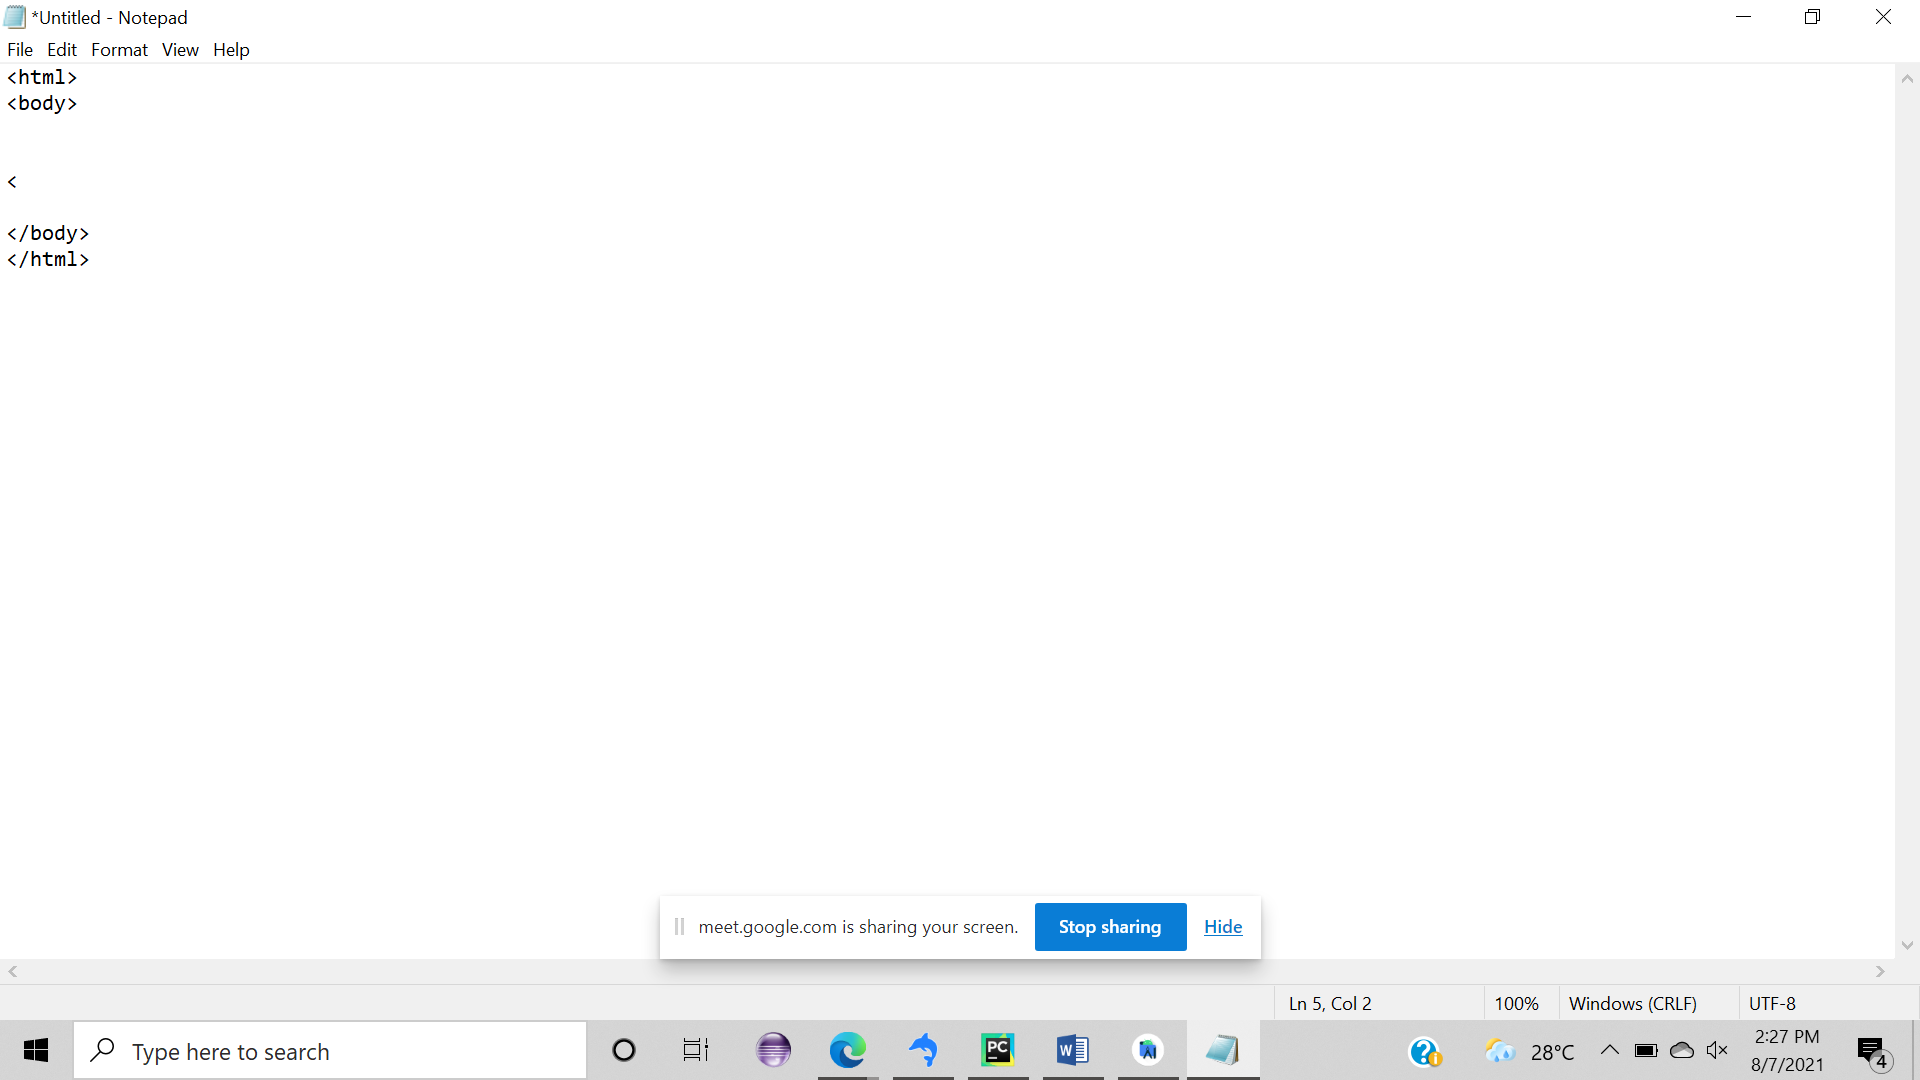 *Untitled - Notepad
File Edit Format View Help
<html>
<body>
<
</body>
</html>
meet.google.com is sharing your screen. Stop sharing Hide
Ln 5, Col 2 100% Windows (CRLF) UTF-8
Type here to search PC W 28°C 2:27 PM
8/7/2021 4